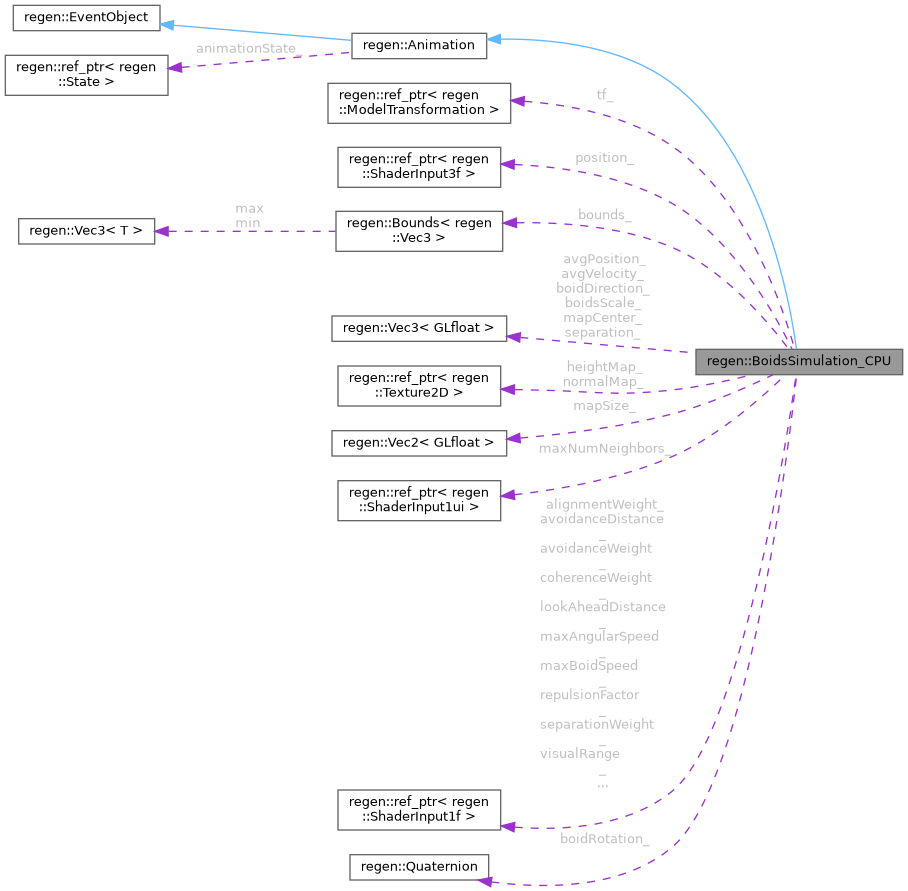 regen::EventObject
regen::Animation
animationState_
regen::ref_ptr< regen
::State >
regen::ref_ptr< regen
::ModelTransformation >
tf_
regen::ref_ptr< regen
::ShaderInput3f >
position_
regen::Vec3< T >
max
min
regen::Bounds< regen
::Vec3 >
bounds_
regen::Vec3< GLfloat >
avgPosition_
avgVelocity_
boidDirection_
boidsScale_
mapCenter_
separation_
regen::BoidsSimulation_CPU
regen::ref_ptr< regen
::Texture2D >
heightMap_
normalMap_
regen::Vec2< GLfloat >
mapSize_
regen::ref_ptr< regen
::ShaderInput1ui >
maxNumNeighbors_
alignmentWeight_
avoidanceDistance
_
avoidanceWeight
_
coherenceWeight
_
lookAheadDistance
_
maxAngularSpeed
_
maxBoidSpeed
_
repulsionFactor
_
separationWeight
_
visualRange
_
...
regen::ref_ptr< regen
::ShaderInput1f >
boidRotation_
regen::Quaternion